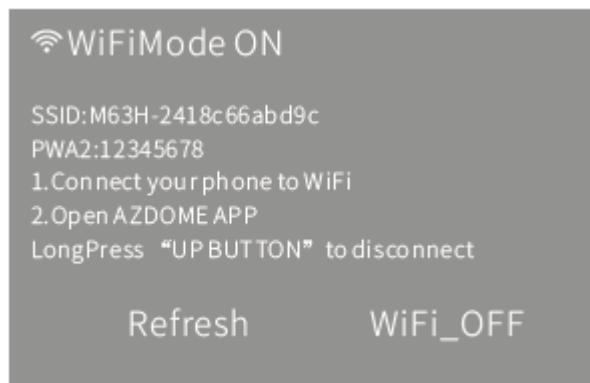 WiFiMode ON
SSID:M63H-2418c66abd9c
PWA2:12345678
1.Connect your phone to WiFi
2.Open AZDOME APP
LongPress “UP BUTTON” to disconnect
Refresh WiFi_OFF